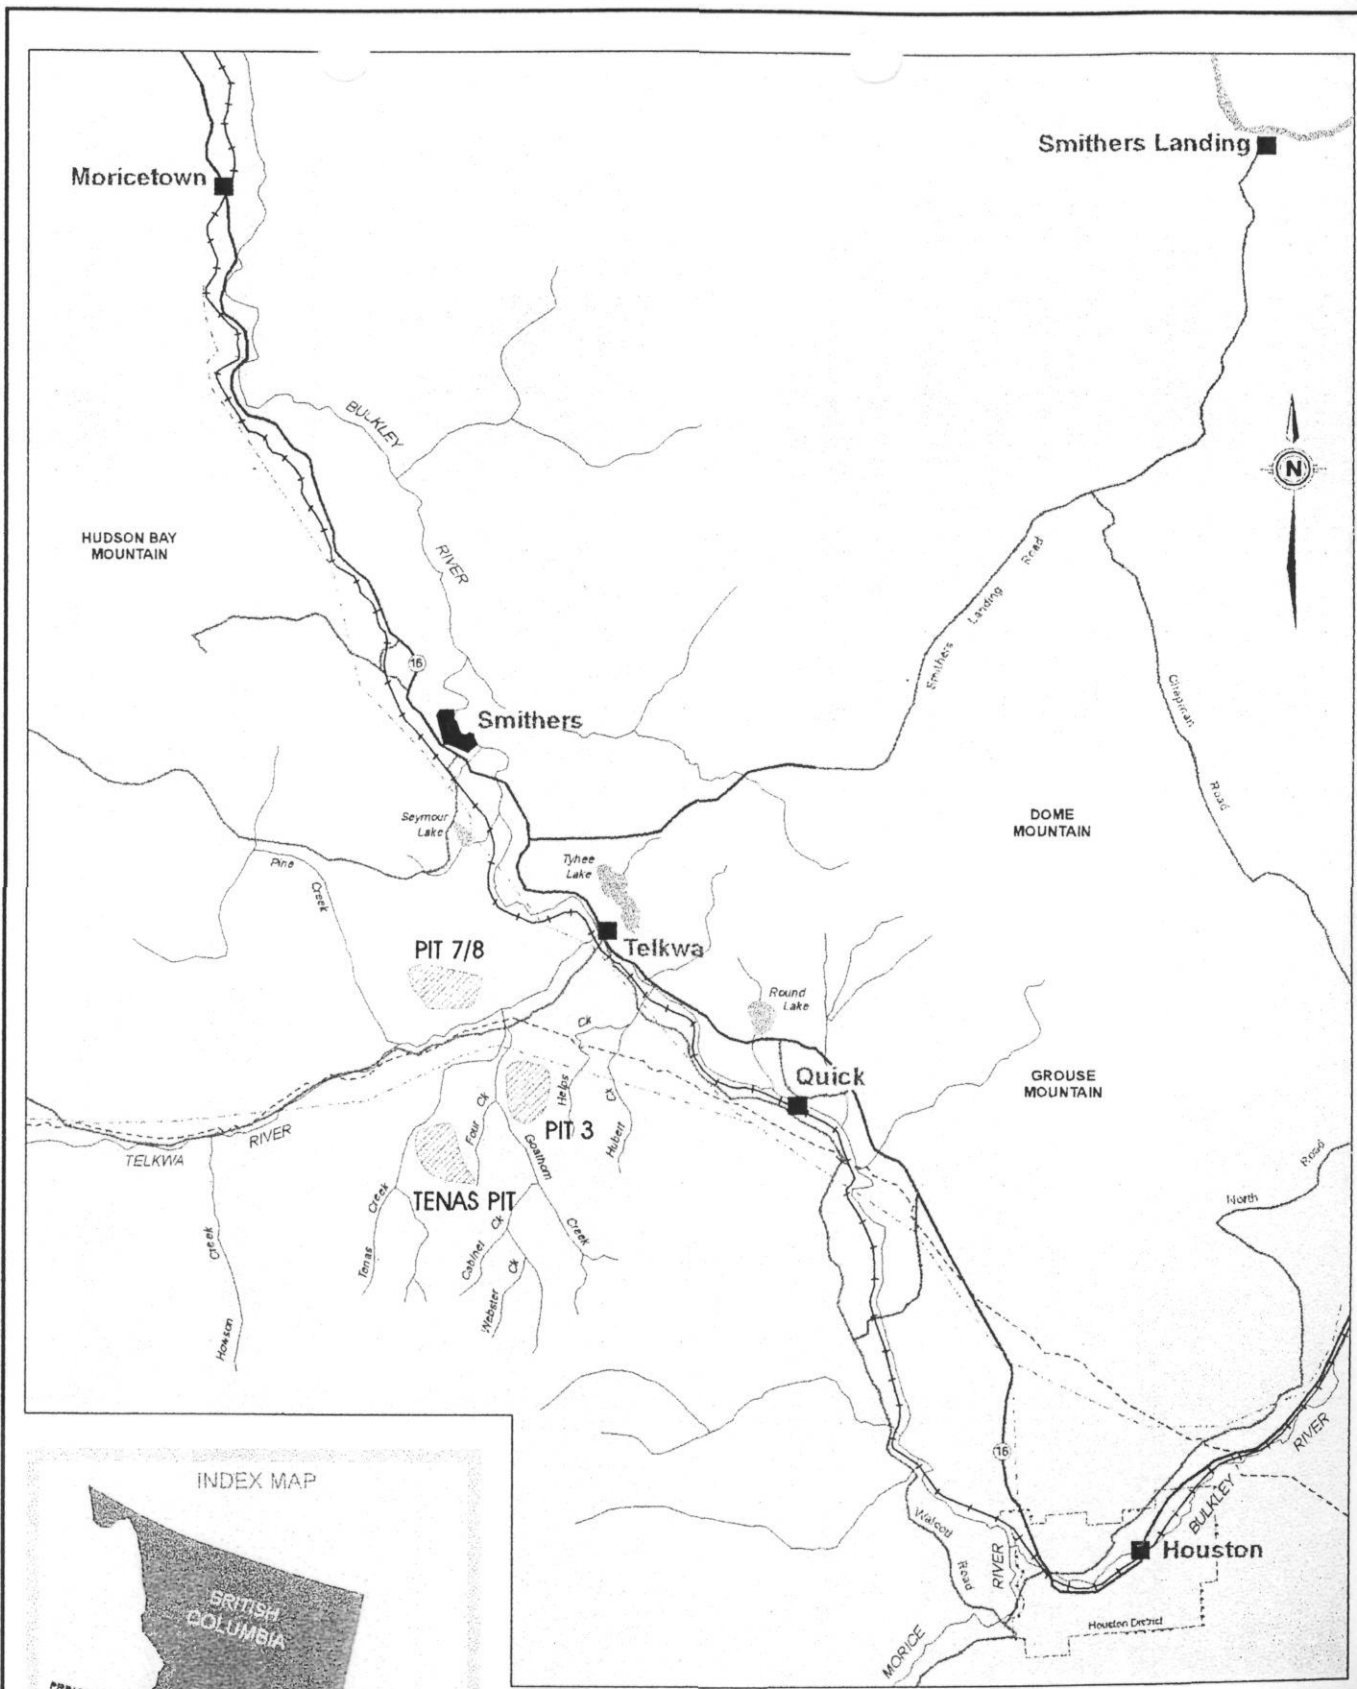 Smithers Landing
Moricetown
BULKLEY
RIVER
N
HUDSON BAY
MOUNTAIN
Smithers Landing Road
16
Smithers
Chapman Road
Seymour
Lake
Tyhee
Lake
DOME
MOUNTAIN
Pine Creek
PIT 7/8
Telkwa
Round
Lake
Ck
Quick
GROUSE
MOUNTAIN
Helps
Four Ck
Hubert Ck
PIT 3
TELKWA RIVER
Goathorn Creek
TENAS PIT
North Road
Tenas Creek
Cabinet Ck
Webster Ck
Howson Creek
16
BULKLEY RIVER
INDEX MAP
Walcott Road
BRITISH
COLUMBIA
Houston
MORICE RIVER
Houston District